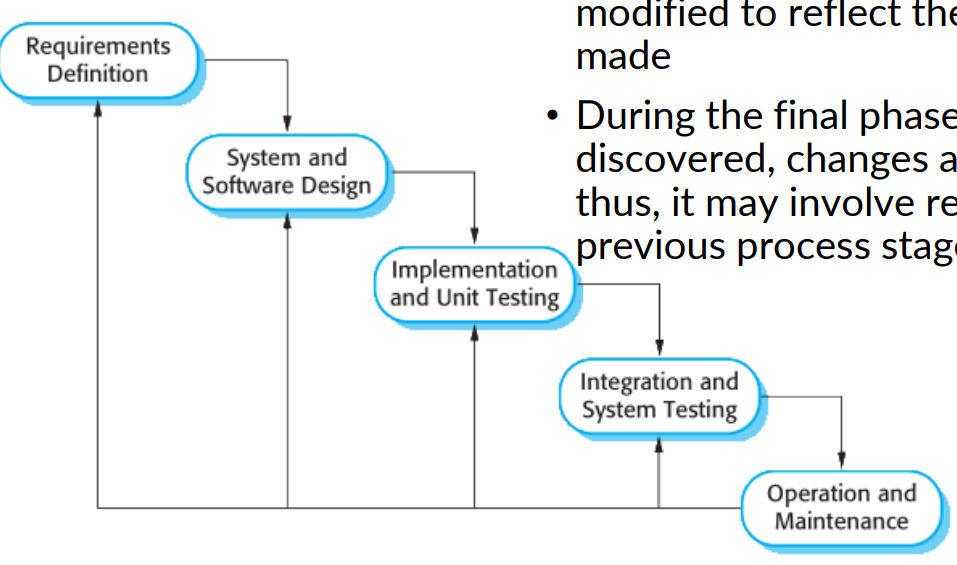 Requirements
Definition
System and
Software Design
Implementation
and Unit Testing
Integration and
System Testing
Operation and
Maintenance
modified to reflect the
made
• During the final phase
discovered, changes a
thus, it may involve re
previous process stag